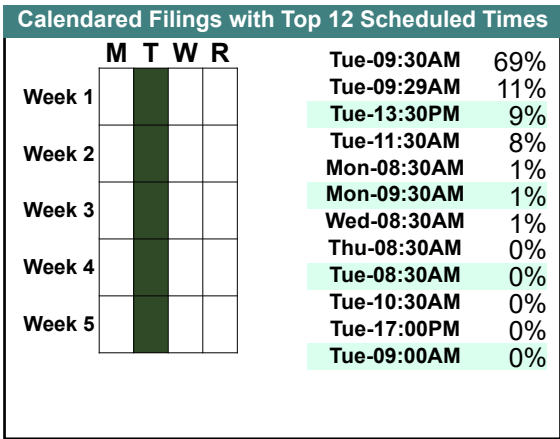 Calendared Filings with Top 12 Scheduled Times
M T W R
Week 1
Week 2
Week 3
Week 4
Week 5
Tue-09:30AM 69%
Tue-09:29AM 11%
Tue-13:30PM 9%
Tue-11:30AM 8%
Mon-08:30AM 1%
Mon-09:30AM 1%
Wed-08:30AM 1%
Thu-08:30AM 0%
Tue-08:30AM 0%
Tue-10:30AM 0%
Tue-17:00PM 0%
Tue-09:00AM 0%